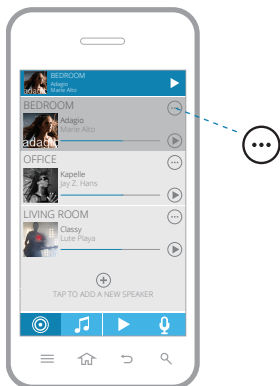 BEDROOM
Adagio
Marie Alto
adagio
BEDROOM
Adagio
Marie Alto
adagio
OFFICE
Kapelle
Jay Z. Hans
LIVING ROOM
Classy
Lute Playa
TAP TO ADD A NEW SPEAKER